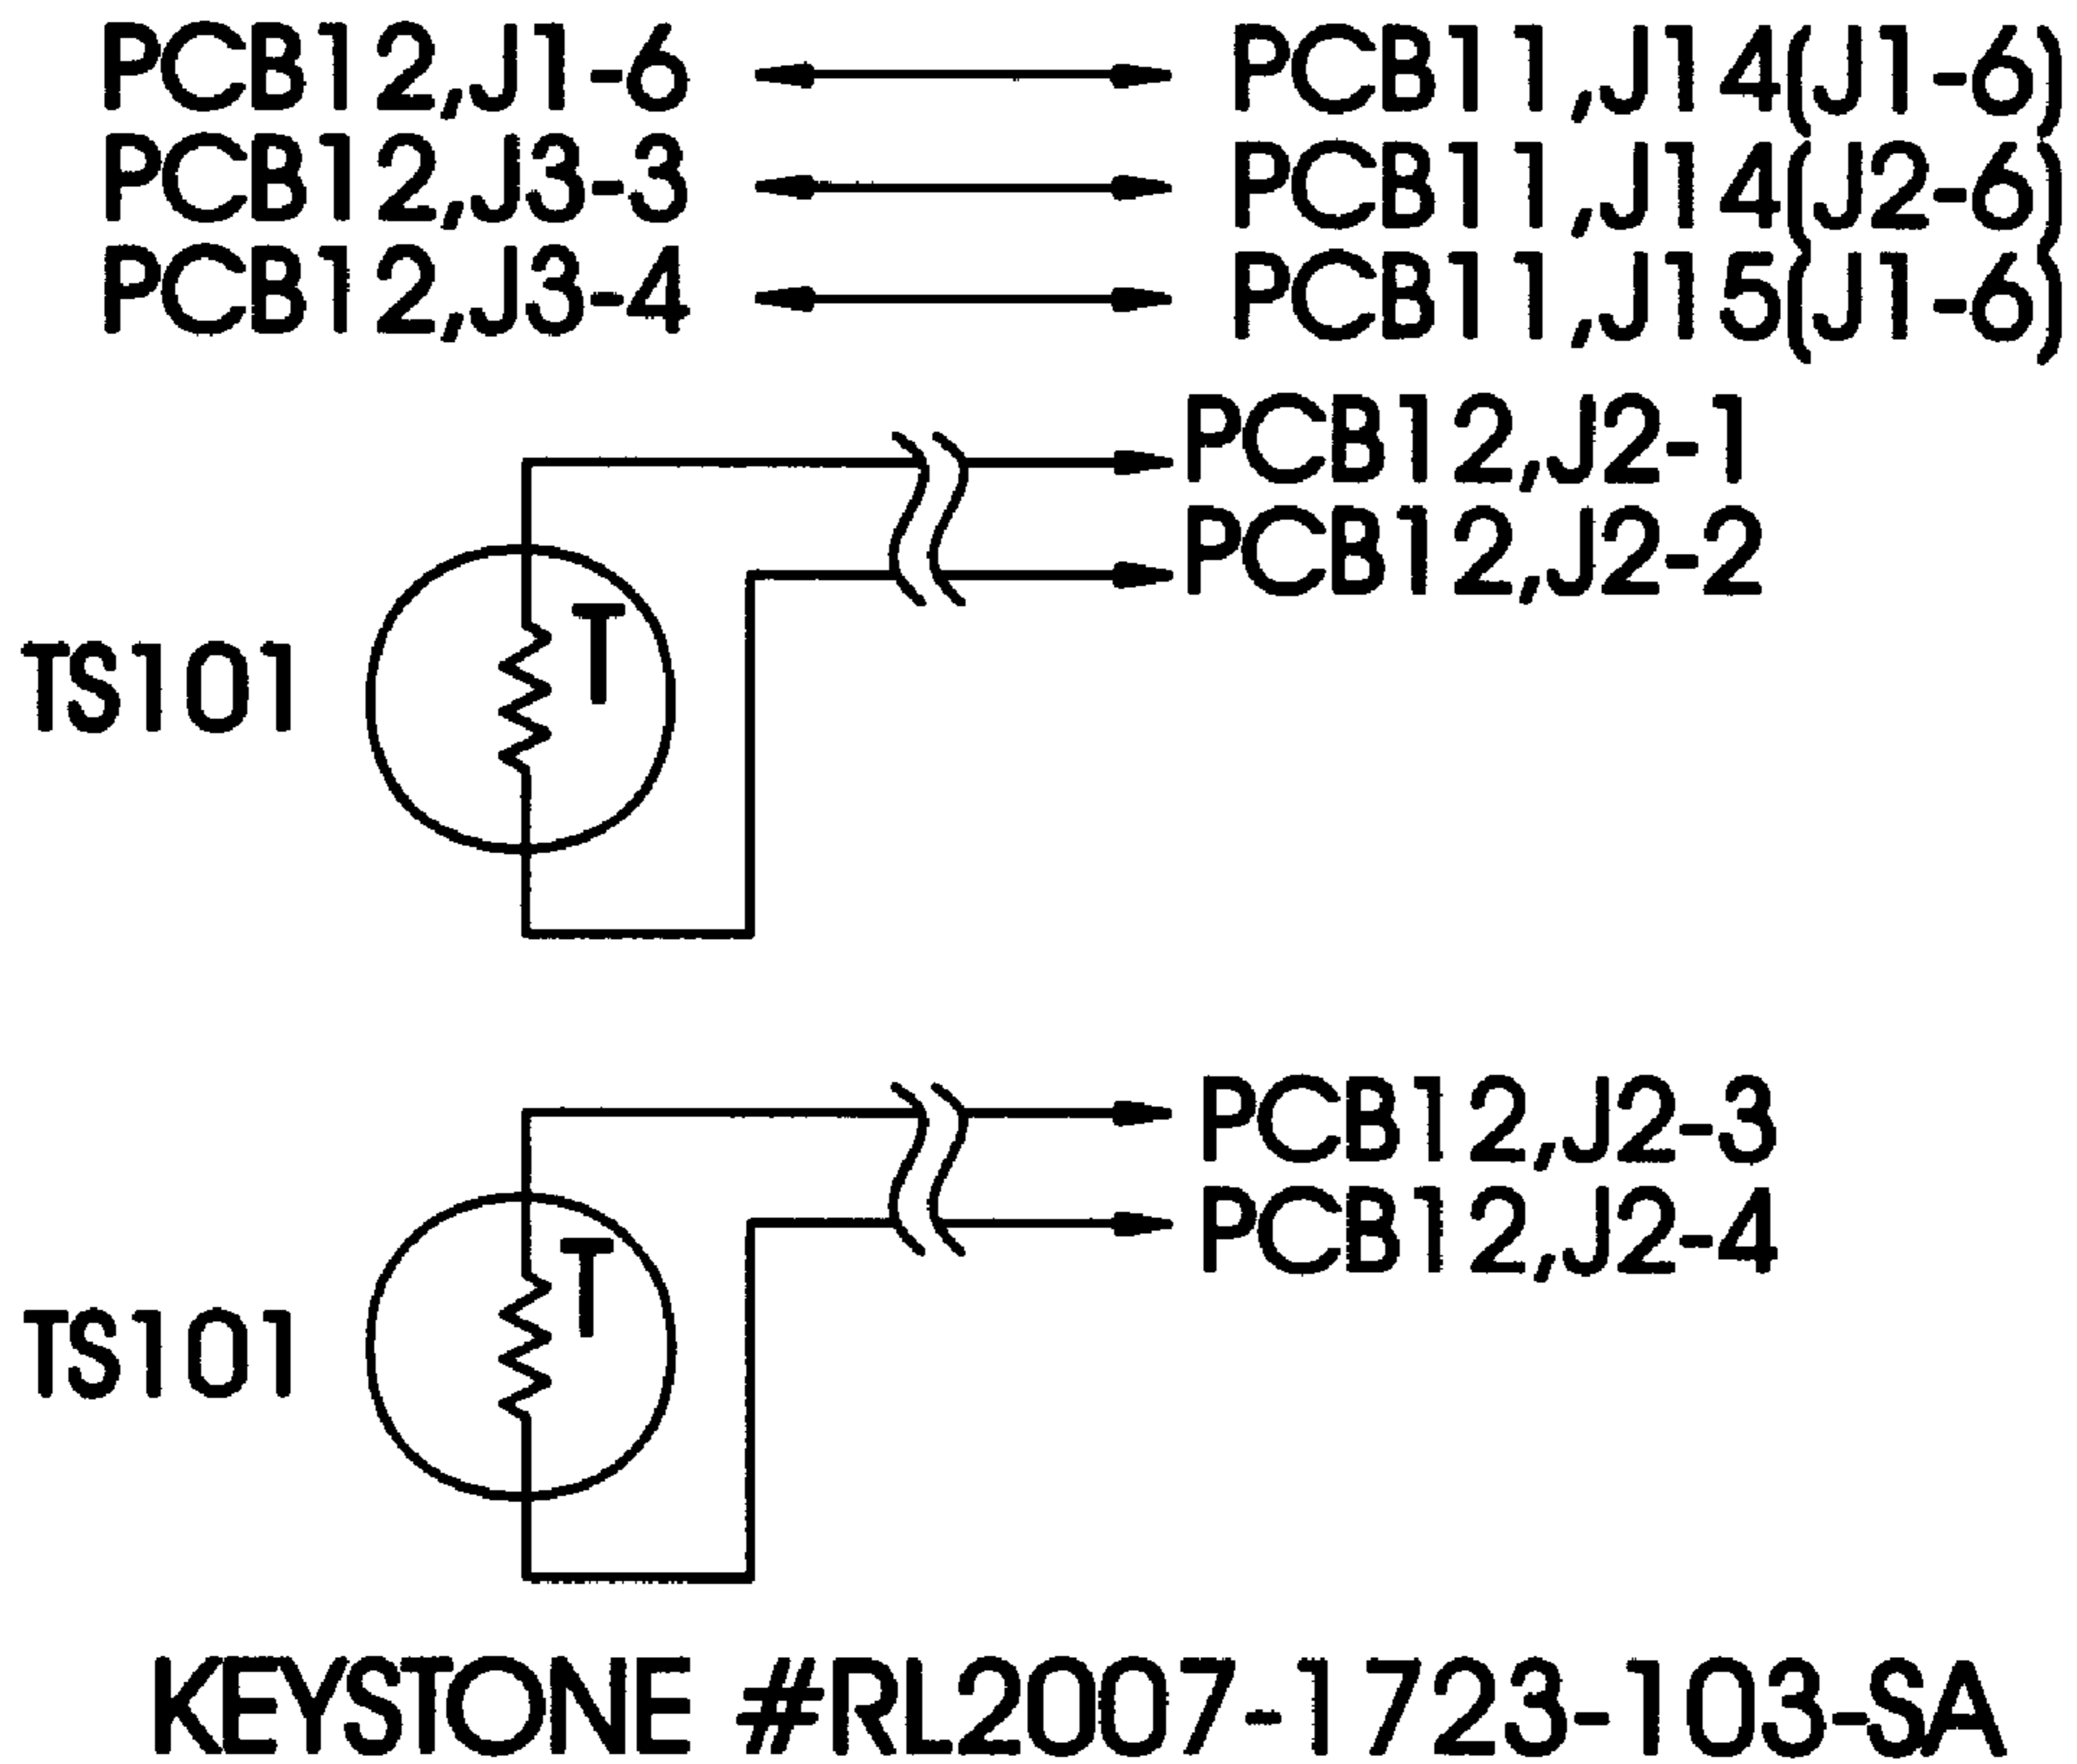 PCB12,J1-6 PCB11,J14(J1-6)
PCB12,J3-3 PCB11,J14(J2-6)
PCB12,J3-4 PCB11,J15(J1-6)
PCB12,J2-1
PCB12,J2-2
T
TS101
PCB12,J2-3
PCB12,J2-4
T
TS101
KEYSTONE #RL2007-1723-103-SA